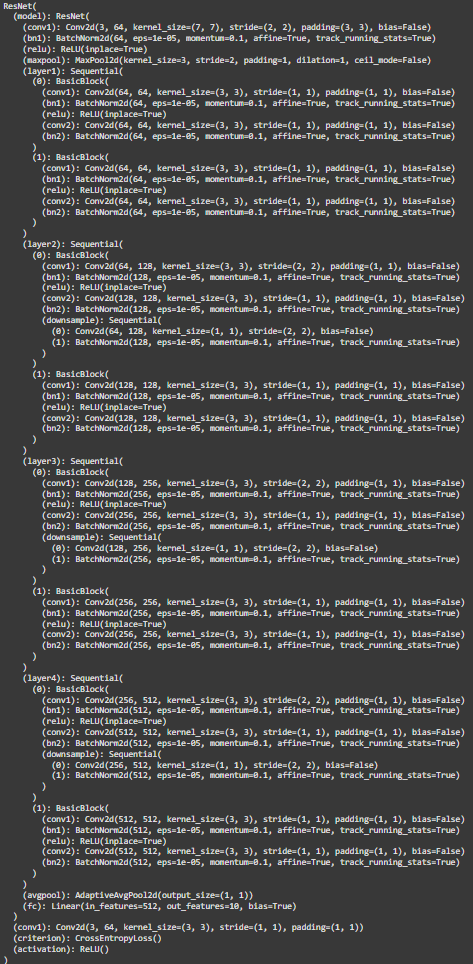 ResNet(
(model): ResNet(
(conv1): Conv2d(3, 64, kernel_size=(7, 7), stride=(2, 2), padding=(3, 3), bias=False)
(bn1): BatchNorm2d(64, eps=1e-05, momentum=0.1, affine=True, track_running_stats=True)
(relu): ReLU(inplace=True)
(maxpool): MaxPool2d(kernel_size=3, stride=2, padding=1, dilation=1, ceil_mode=False)
(layer1): Sequential(
(0): BasicBlock(
(conv1): Conv2d(64, 64, kernel_size=(3, 3), stride=(1, 1), padding=(1, 1), bias=False)
(bn1): BatchNorm2d(64, eps=1e-05, momentum=0.1, affine=True, track_running_stats=True)
(relu): ReLU(inplace=True)
(conv2): Conv2d(64, 64, kernel_size=(3, 3), stride=(1, 1), padding=(1, 1), bias=False)
(bn2): BatchNorm2d(64, eps=1e-05, momentum=0.1, affine=True, track_running_stats=True)
)
(1): BasicBlock(
(conv1): Conv2d(64, 64, kernel_size=(3, 3), stride=(1, 1), padding=(1, 1), bias=False)
(bn1): BatchNorm2d(64, eps=1e-05, momentum=0.1, affine=True, track_running_stats=True)
(relu): ReLU(inplace=True)
(conv2): Conv2d(64, 64, kernel_size=(3, 3), stride=(1, 1), padding=(1, 1), bias=False)
(bn2): BatchNorm2d(64, eps=1e-05, momentum=0.1, affine=True, track_running_stats=True)
)
)
(layer2): Sequential(
(0): BasicBlock(
(conv1): Conv2d(64, 128, kernel_size=(3, 3), stride=(2, 2), padding=(1, 1), bias=False)
(bn1): BatchNorm2d(128, eps=1e-05, momentum=0.1, affine=True, track_running_stats=True)
(relu): ReLU(inplace=True)
(conv2): Conv2d(128, 128, kernel_size=(3, 3), stride=(1, 1), padding=(1, 1), bias=False)
(bn2): BatchNorm2d(128, eps=1e-05, momentum=0.1, affine=True, track_running_stats=True)
(downsample): Sequential(
(0): Conv2d(64, 128, kernel_size=(1, 1), stride=(2, 2), bias=False)
(1): BatchNorm2d(128, eps=1e-05, momentum=0.1, affine=True, track_running_stats=True)
)
)
(1): BasicBlock(
(conv1): Conv2d(128, 128, kernel_size=(3, 3), stride=(1, 1), padding=(1, 1), bias=False)
(bn1): BatchNorm2d(128, eps=1e-05, momentum=0.1, affine=True, track_running_stats=True)
(relu): ReLU(inplace=True)
(conv2): Conv2d(128, 128, kernel_size=(3, 3), stride=(1, 1), padding=(1, 1), bias=False)
(bn2): BatchNorm2d(128, eps=1e-05, momentum=0.1, affine=True, track_running_stats=True)
)
)
(layer3): Sequential(
(0): BasicBlock(
(conv1): Conv2d(128, 256, kernel_size=(3, 3), stride=(2, 2), padding=(1, 1), bias=False)
(bn1): BatchNorm2d(256, eps=1e-05, momentum=0.1, affine=True, track_running_stats=True)
(relu): ReLU(inplace=True)
(conv2): Conv2d(256, 256, kernel_size=(3, 3), stride=(1, 1), padding=(1, 1), bias=False)
(bn2): BatchNorm2d(256, eps=1e-05, momentum=0.1, affine=True, track_running_stats=True)
(downsample): Sequential(
(0): Conv2d(128, 256, kernel_size=(1, 1), stride=(2, 2), bias=False)
(1): BatchNorm2d(256, eps=1e-05, momentum=0.1, affine=True, track_running_stats=True)
)
)
(1): BasicBlock(
(conv1): Conv2d(256, 256, kernel_size=(3, 3), stride=(1, 1), padding=(1, 1), bias=False)
(bn1): BatchNorm2d(256, eps=1e-05, momentum=0.1, affine=True, track_running_stats=True)
(relu): ReLU(inplace=True)
(conv2): Conv2d(256, 256, kernel_size=(3, 3), stride=(1, 1), padding=(1, 1), bias=False)
(bn2): BatchNorm2d(256, eps=1e-05, momentum=0.1, affine=True, track_running_stats=True)
)
)
(layer4): Sequential(
(0): BasicBlock(
(conv1): Conv2d(256, 512, kernel_size=(3, 3), stride=(2, 2), padding=(1, 1), bias=False)
(bn1): BatchNorm2d(512, eps=1e-05, momentum=0.1, affine=True, track_running_stats=True)
(relu): ReLU(inplace=True)
(conv2): Conv2d(512, 512, kernel_size=(3, 3), stride=(1, 1), padding=(1, 1), bias=False)
(bn2): BatchNorm2d(512, eps=1e-05, momentum=0.1, affine=True, track_running_stats=True)
(downsample): Sequential(
(0): Conv2d(256, 512, kernel_size=(1, 1), stride=(2, 2), bias=False)
(1): BatchNorm2d(512, eps=1e-05, momentum=0.1, affine=True, track_running_stats=True)
)
)
(1): BasicBlock(
(conv1): Conv2d(512, 512, kernel_size=(3, 3), stride=(1, 1), padding=(1, 1), bias=False)
(bn1): BatchNorm2d(512, eps=1e-05, momentum=0.1, affine=True, track_running_stats=True)
(relu): ReLU(inplace=True)
(conv2): Conv2d(512, 512, kernel_size=(3, 3), stride=(1, 1), padding=(1, 1), bias=False)
(bn2): BatchNorm2d(512, eps=1e-05, momentum=0.1, affine=True, track_running_stats=True)
)
)
(avgpool): AdaptiveAvgPool2d(output_size=(1, 1))
(fc): Linear(in_features=512, out_features=10, bias=True)
)
(conv1): Conv2d(3, 64, kernel_size=(3, 3), stride=(1, 1), padding=(1, 1))
(criterion): CrossEntropyLoss()
(activation): ReLU()
)